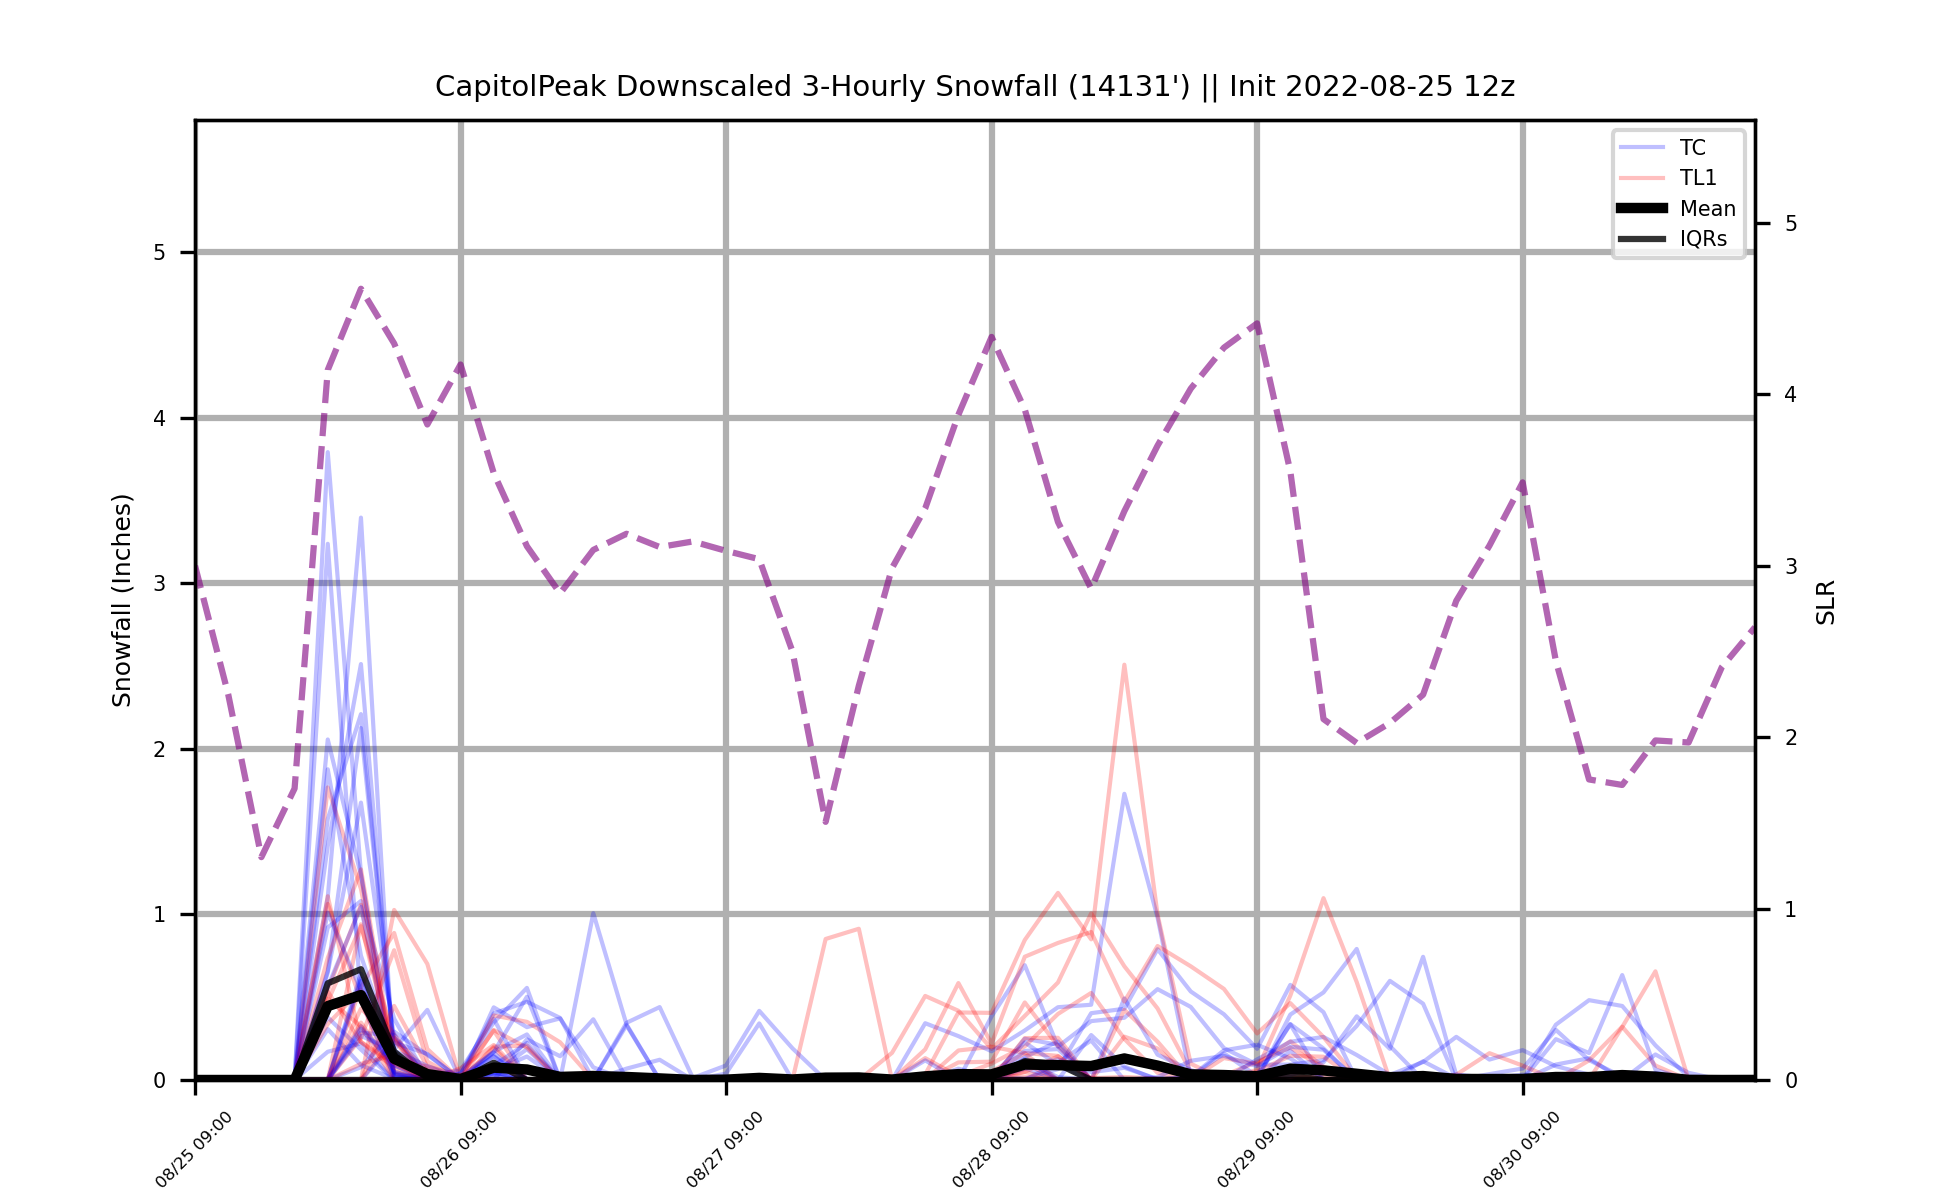 CapitolPeak Downscaled 3-Hourly Snowfall (14131') || Init 2022-08-25 12z
TC
TL1
Mean
IQRs
Snowfall (Inches)
5
4
3
2
1
0
5
4
3
2
1
0
SLR
08/25 09:00
08/26 09:00
08/27 09:00
08/28 09:00
08/29 09:00
08/30 09:00